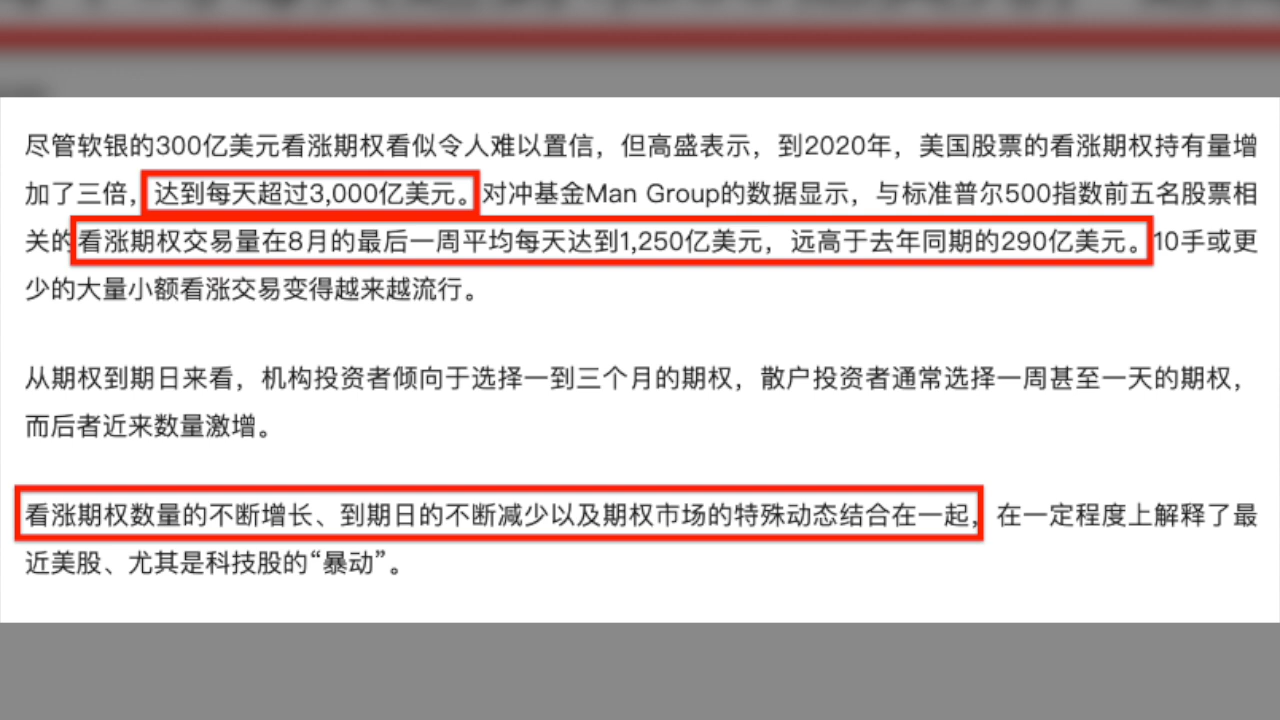 尽管软银的300亿美元看涨期权看似令人难以置信，但高盛表示，到2020年，美国股票的看涨期权持有量增
加了三倍，达到每天超过3,000亿美元。对冲基金Man Group的数据显示，与标准普尔500指数前五名股票相
关的看涨期权交易量在8月的最后一周平均每天达到1,250亿美元，远高于去年同期的290亿美元。10手或更
少的大量小额看涨交易变得越来越流行。
从期权到期日来看，机构投资者倾向于选择一到三个月的期权，散户投资者通常选择一周甚至一天的期权，
而后者近来数量激增。
看涨期权数量的不断增长、到期日的不断减少以及期权市场的特殊动态结合在一起，在一定程度上解释了最
近美股、尤其是科技股的“暴动”。